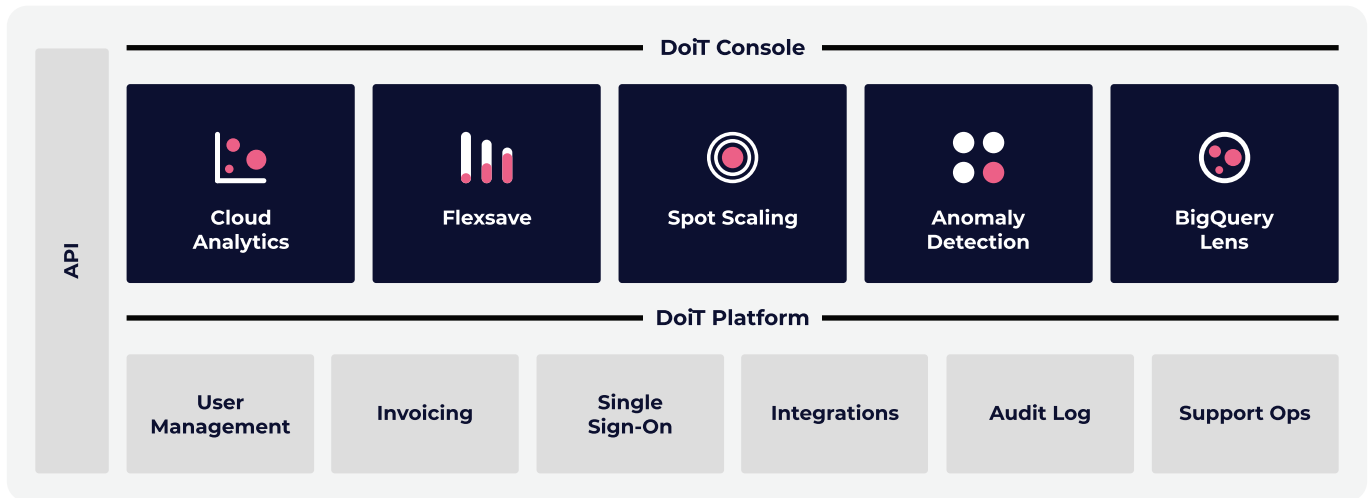 API
DoiT Console
Cloud
Analytics
Flexsave
Spot Scaling
Anomaly
Detection
BigQuery
Lens
DoiT Platform
User
Management
Invoicing
Single
Sign-On
Integrations
Audit Log
Support Ops